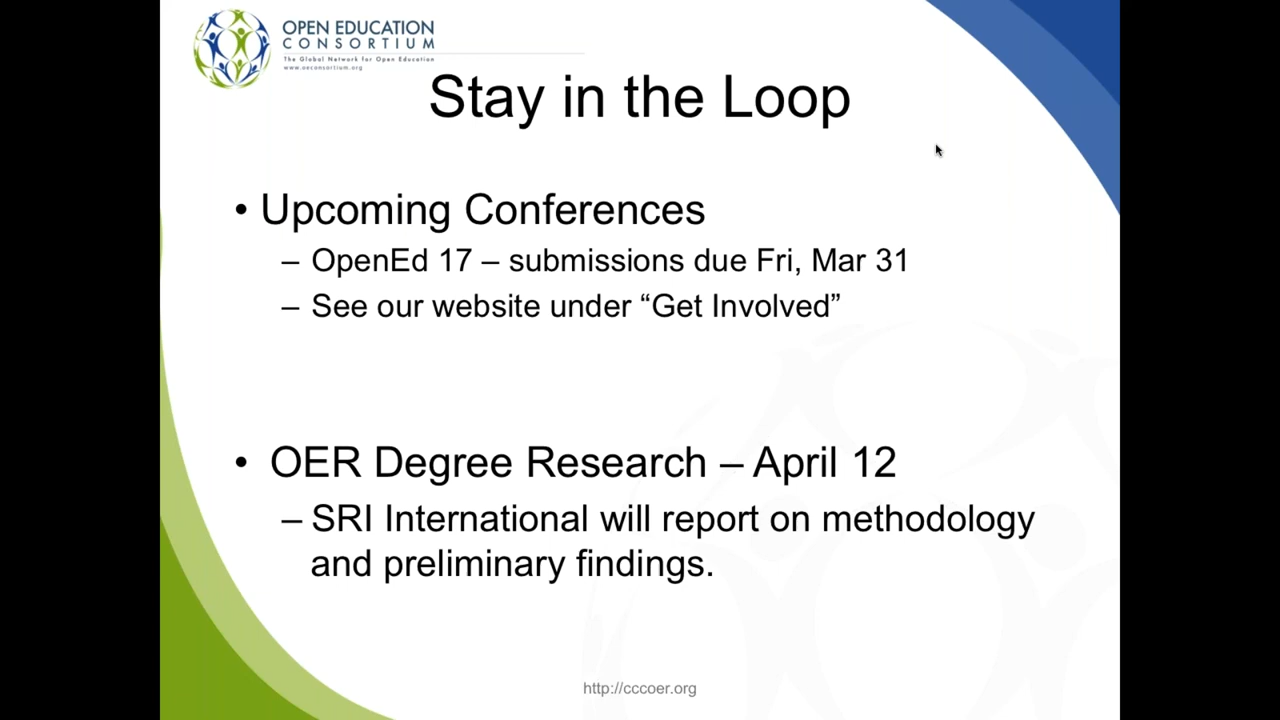 OPEN EDUCATION
CONSORTIUM
The Global Network for Open Education
www.oeconsortium.org
Stay in the Loop
• Upcoming Conferences
– OpenEd 17 – submissions due Fri, Mar 31
– See our website under “Get Involved”
• OER Degree Research – April 12
– SRI International will report on methodology
and preliminary findings.
http://cccoer.org